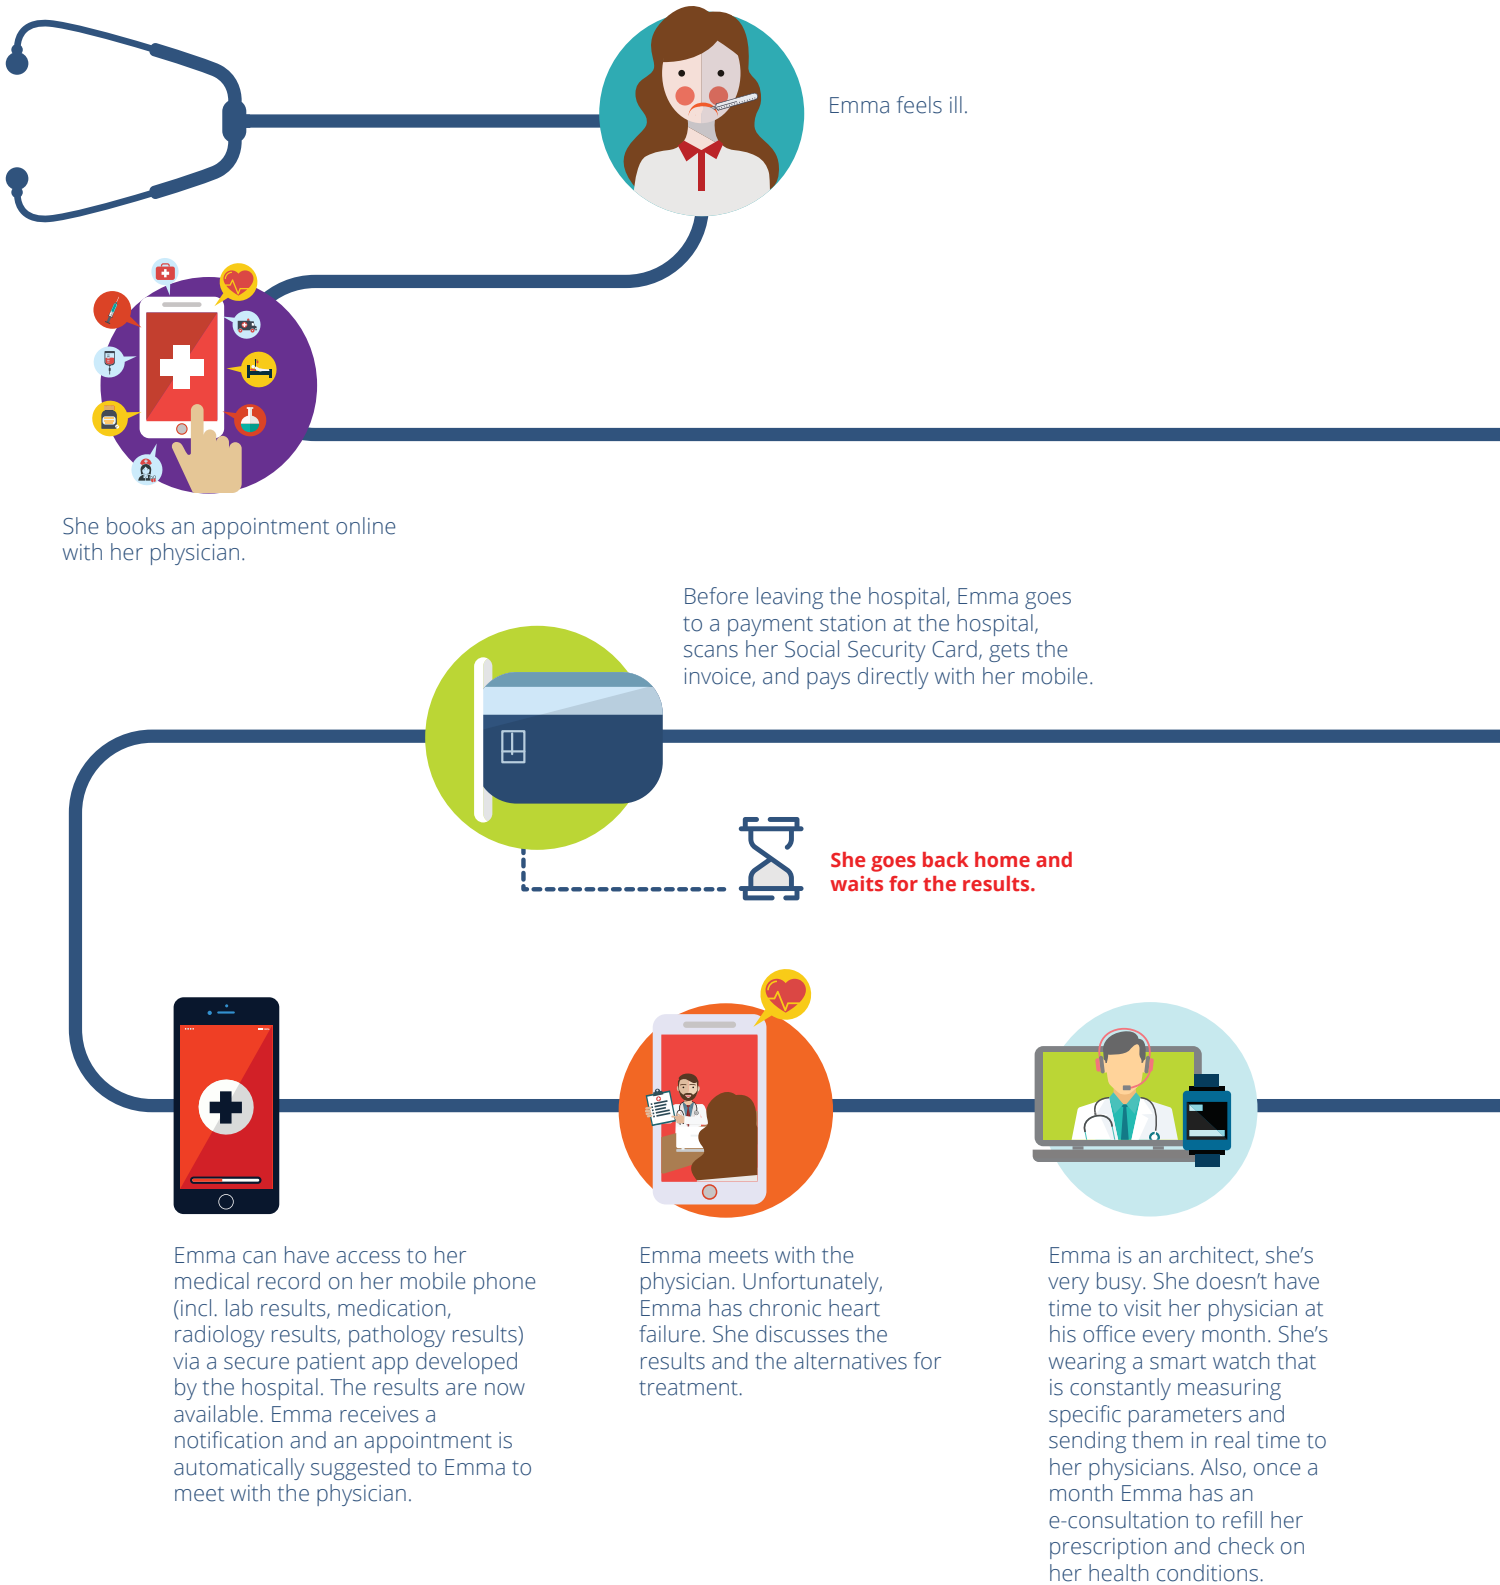 Emma feels ill.
She books an appointment online
with her physician.
Before leaving the hospital, Emma goes
to a payment station at the hospital,
scans her Social Security Card, gets the
invoice, and pays directly with her mobile.
She goes back home and
waits for the results.
Emma can have access to her
medical record on her mobile phone
(incl. lab results, medication,
radiology results, pathology results)
via a secure patient app developed
by the hospital. The results are now
available. Emma receives a
notification and an appointment is
automatically suggested to Emma to
meet with the physician.
Emma meets with the
physician. Unfortunately,
Emma has chronic heart
failure. She discusses the
results and the alternatives for
treatment.
Emma is an architect, she’s
very busy. She doesn’t have
time to visit her physician at
his office every month. She’s
wearing a smart watch that
is constantly measuring
specific parameters and
sending them in real time to
her physicians. Also, once a
month Emma has an
e-consultation to refill her
prescription and check on
her health conditions.